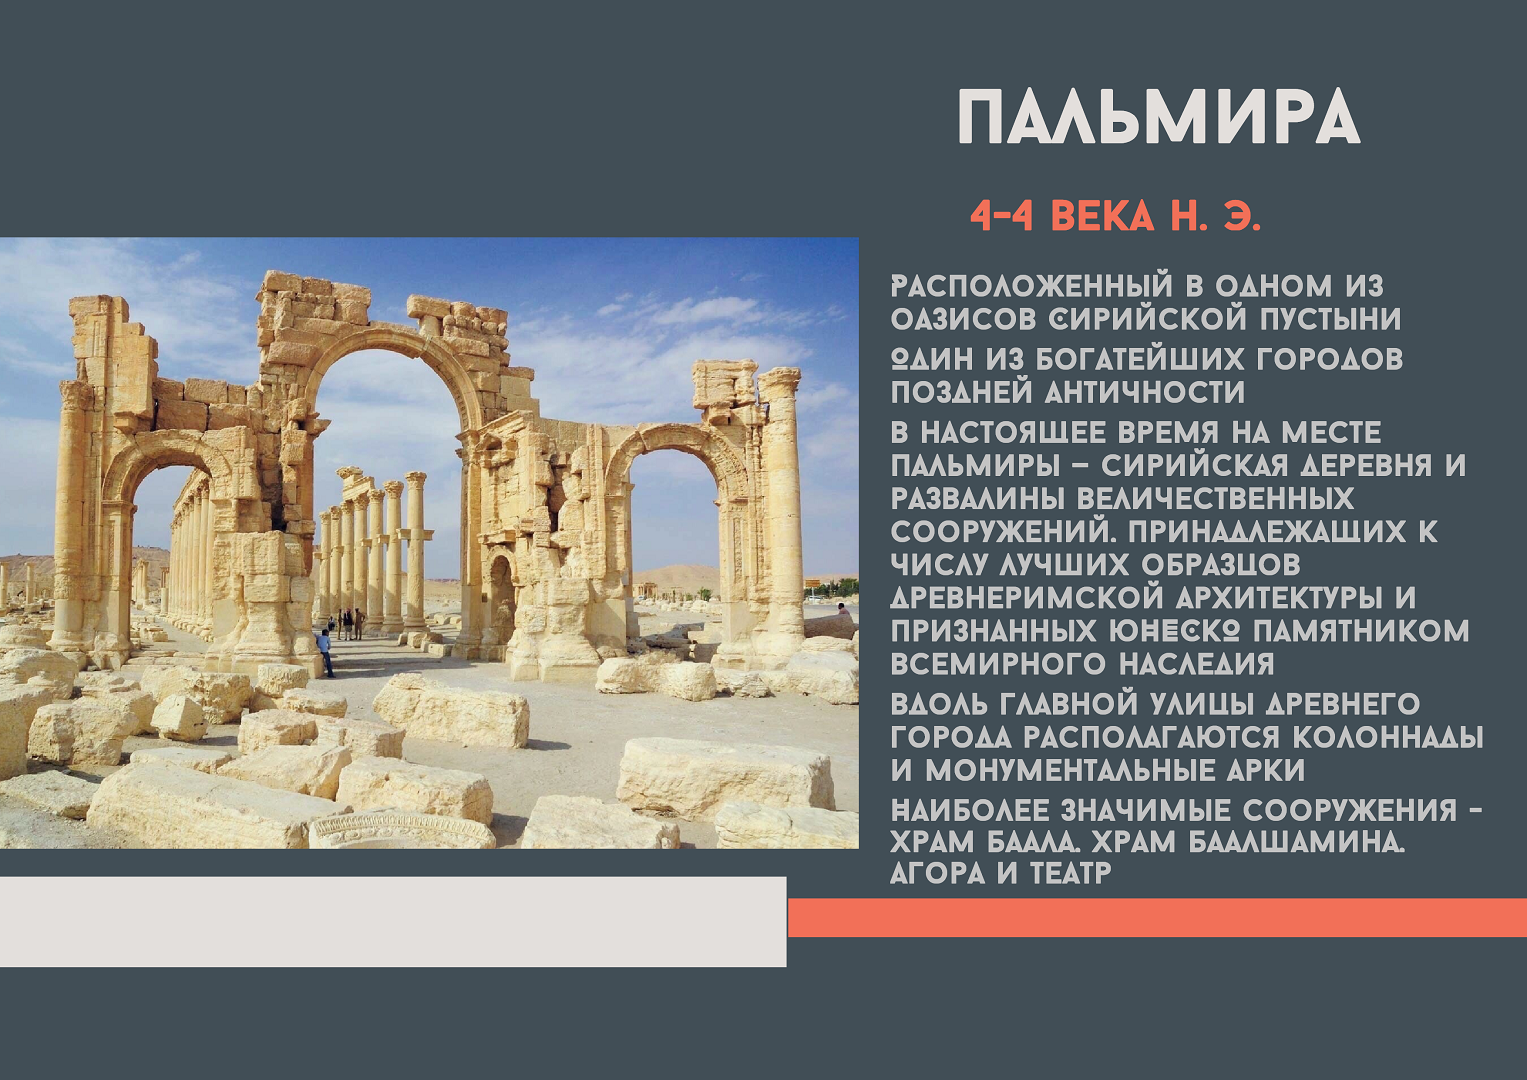 ПАЛЬМИРА
4-4 ВЕКА Н. Э.
РАСПОЛОЖЕННЫЙ В ОДНОМ ИЗ
ОАЗИСОВ СИРИЙСКОЙ ПУСТЫНИ
ОДИН ИЗ БОГАТЕЙШИХ ГОРОДОВ
ПОЗДНЕЙ АНТИЧНОСТИ
В НАСТОЯЩЕЕ ВРЕМЯ НА МЕСТЕ
ПАЛЬМИРЫ – СИРИЙСКАЯ ДЕРЕВНЯ И
РАЗВАЛИНЫ ВЕЛИЧЕСТВЕННЫХ
СООРУЖЕНИЙ, ПРИНАДЛЕЖАЩИХ К
ЧИСЛУ ЛУЧШИХ ОБРАЗЦОВ
ДРЕВНЕРИМСКОЙ АРХИТЕКТУРЫ И
ПРИЗНАННЫХ ЮНЕСКО ПАМЯТНИКОМ
ВСЕМИРНОГО НАСЛЕДИЯ
ВДОЛЬ ГЛАВНОЙ УЛИЦЫ ДРЕВНЕГО
ГОРОДА РАСПОЛАГАЮТСЯ КОЛОННАДЫ
И МОНУМЕНТАЛЬНЫЕ АРКИ
НАИБОЛЕЕ ЗНАЧИМЫЕ СООРУЖЕНИЯ -
ХРАМ БААЛА, ХРАМ БААЛШАМИНА,
АГОРА И ТЕАТР